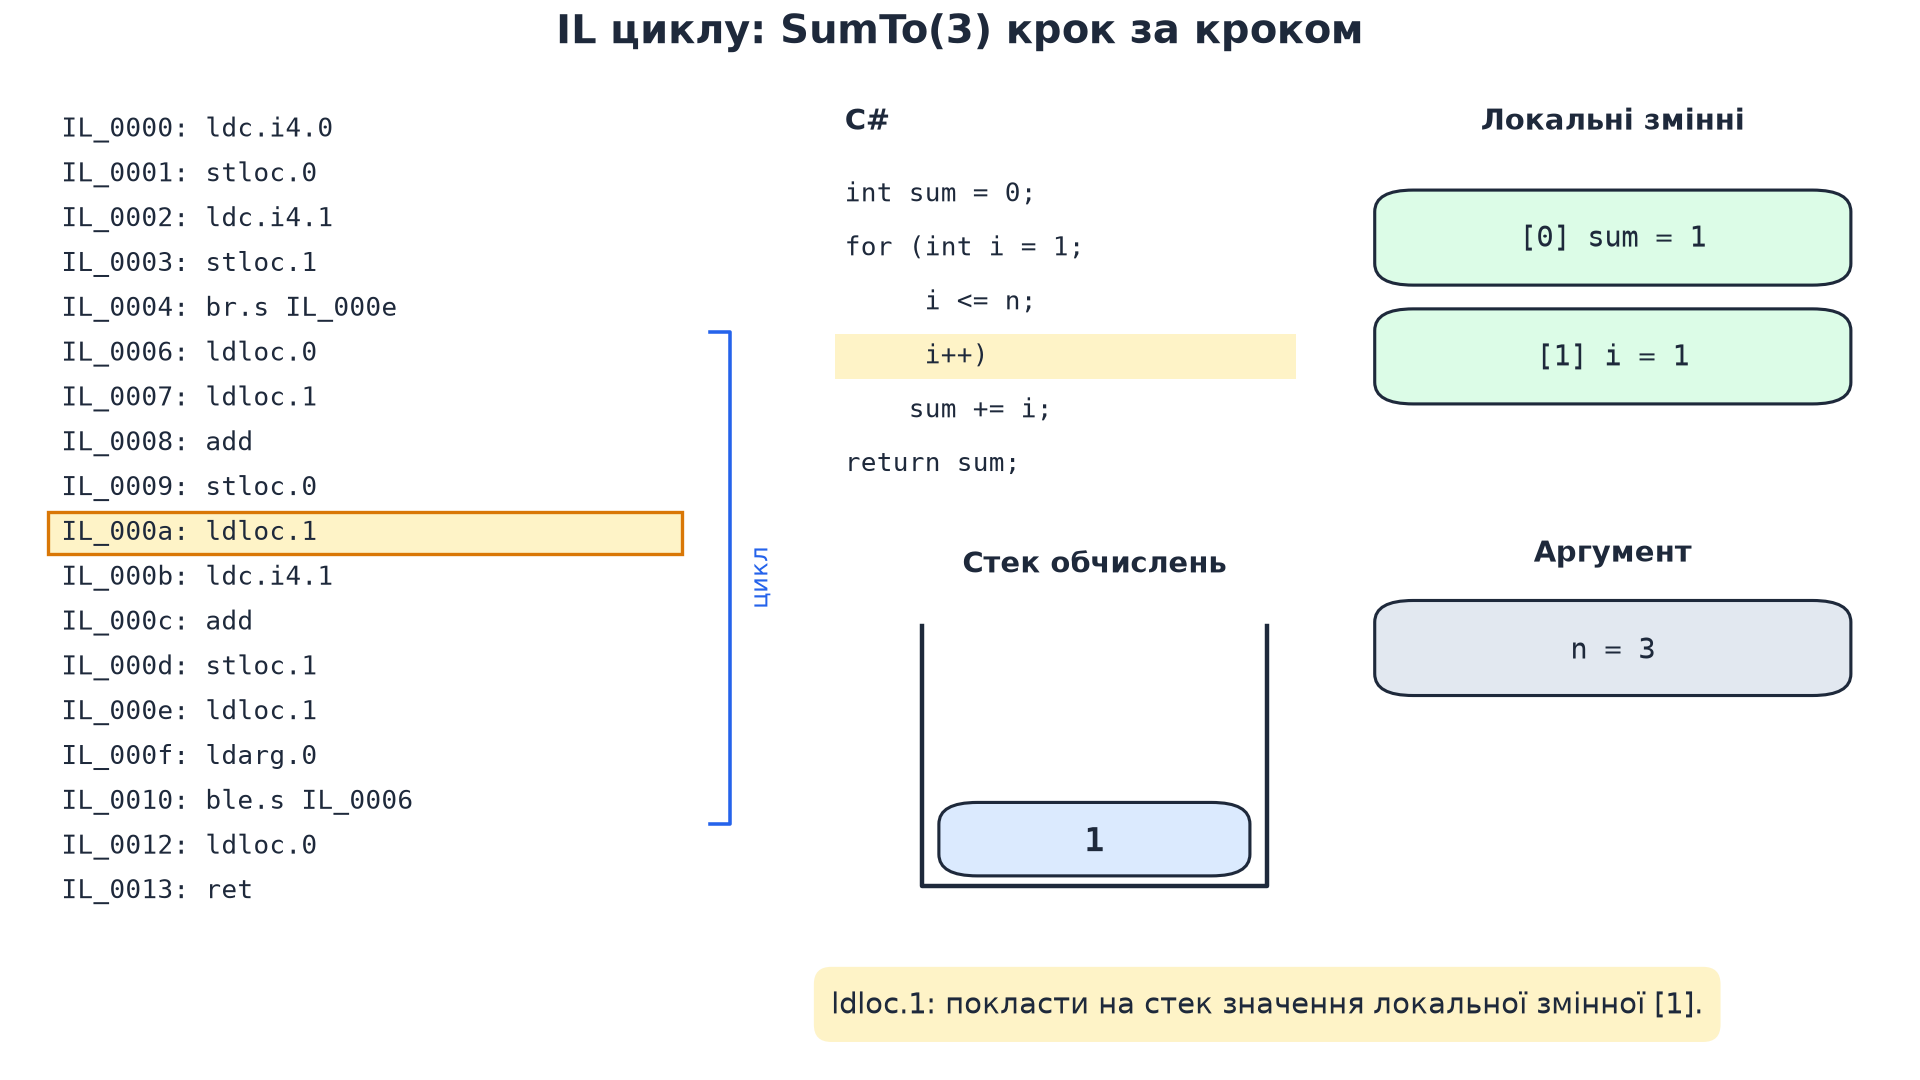 IL циклу: SumTo(3) крок за кроком
IL_0000: ldc.i4.0
IL_0001: stloc.0
IL_0002: ldc.i4.1
IL_0003: stloc.1
IL_0004: br.s IL_000e
IL_0006: ldloc.0
IL_0007: ldloc.1
IL_0008: add
IL_0009: stloc.0
IL_000a: ldloc.1
IL_000b: ldc.i4.1
IL_000c: add
IL_000d: stloc.1
IL_000e: ldloc.1
IL_000f: ldarg.0
IL_0010: ble.s IL_0006
IL_0012: ldloc.0
IL_0013: ret
цикл
C#
int sum = 0;
for (int i = 1;
i <= n;
i++)
sum += i;
return sum;
Стек обчислень
1
Локальні змінні
[0] sum = 1
[1] i = 1
Аргумент
n = 3
ldloc.1: покласти на стек значення локальної змінної [1].